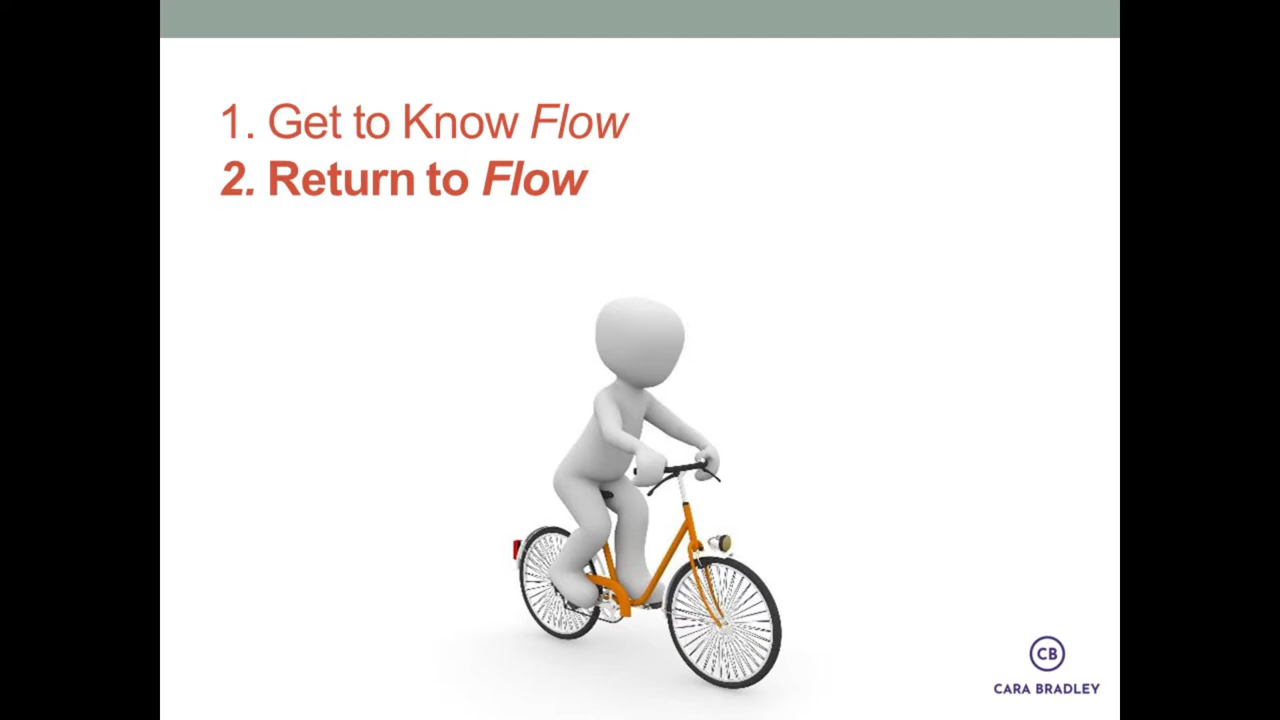 1. Get to Know Flow
2. Return to Flow
CB
CARA BRADLEY